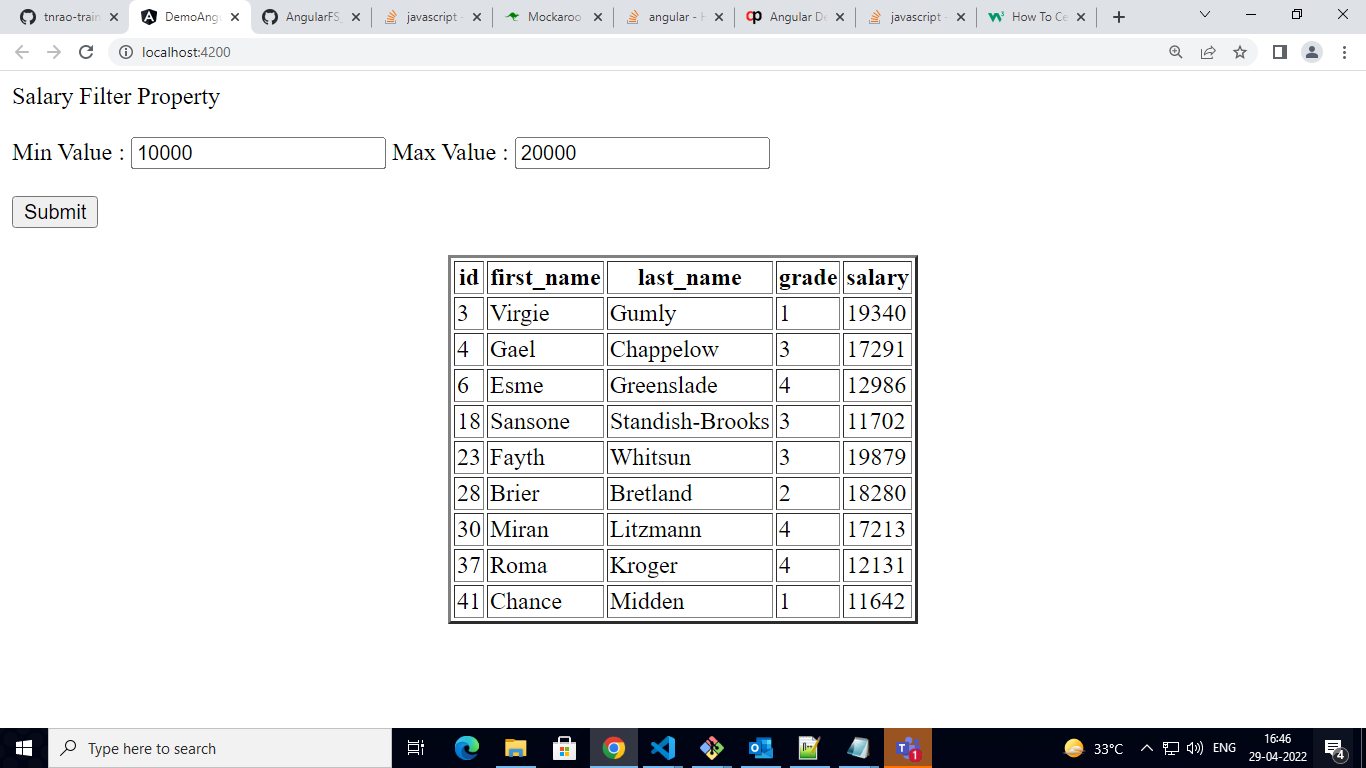 tnrao-train
DemoAng
AngularFS_
javascript -
Mockaroo
angular - H
Angular De
javascript -
How To Ce
localhost:4200
Salary Filter Property
Min Value : 10000 Max Value : 20000
Submit
id first_name last_name grade salary
3 Virgie Gumly 1 19340
4 Gael Chappelow 3 17291
6 Esme Greenslade 4 12986
18 Sansone Standish-Brooks 3 11702
23 Fayth Whitsun 3 19879
28 Brier Bretland 2 18280
30 Miran Litzmann 4 17213
37 Roma Kroger 4 12131
41 Chance Midden 1 11642
Type here to search
1
33°C
ENG
16:46
29-04-2022
4